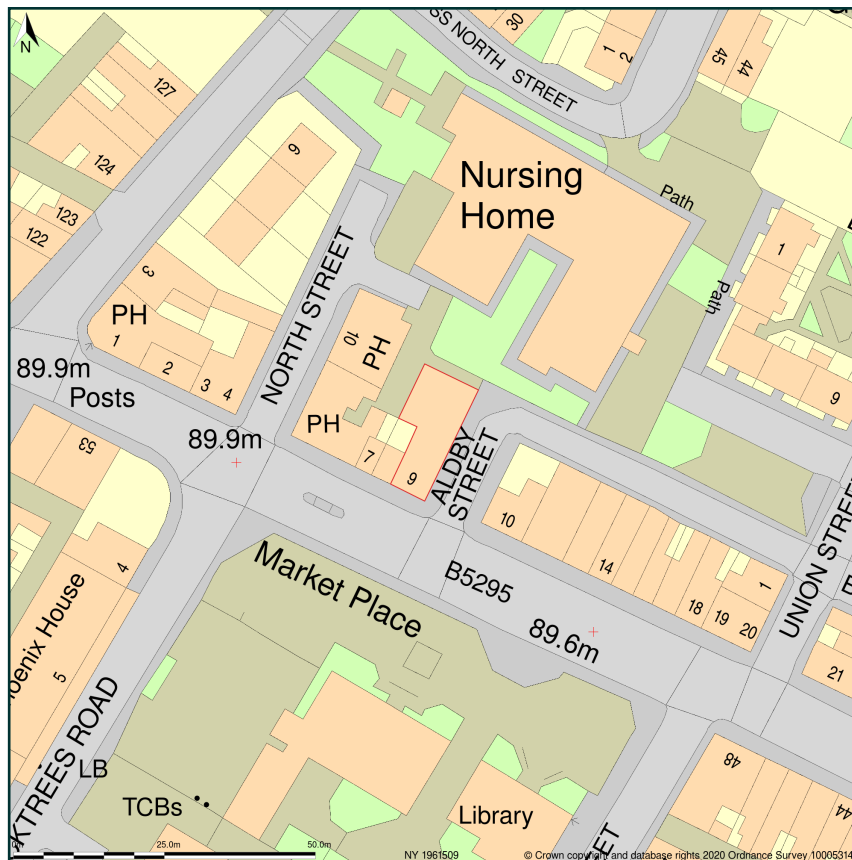 N
SS NORTH STREET
30
1
2
45
44
127
124
123
122
9
3
PH
1
2
3
4
NORTH STREET
Nursing
Home
Path
Path
1
9
10
PH
PH
7
9
89.9m
Posts
89.9m
53
ALDBY
STREET
10
14
18
19
20
1
UNION STREET
21
Market Place
B5295
89.6m
4
oenix House
5
KTREES ROAD
LB
TCBs
Library
48
44
EET
25.0m
50.0m
NY 1961509
© Crown copyright and database rights 2020 Ordnance Survey 10005314